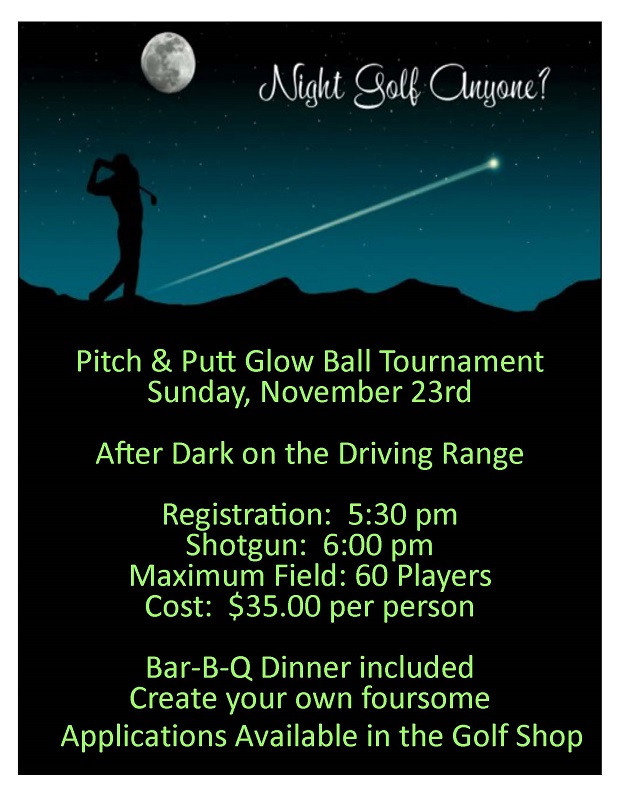 Night Golf Anyone?
Pitch & Putt Glow Ball Tournament
Sunday, November 23rd
After Dark on the Driving Range
Registration:  5:30 pm
Shotgun:  6:00 pm
Maximum Field: 60 Players
Cost:  $35.00 per person
Bar-B-Q Dinner included
Create your own foursome
Applications Available in the Golf Shop